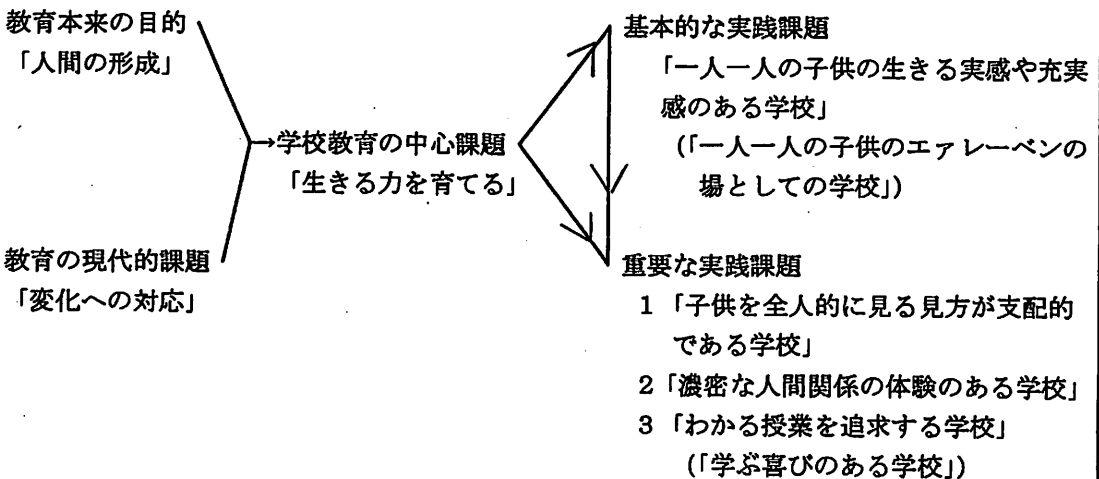 教育本来の目的
「人間の形成」
教育の現代的課題
「変化への対応」
→学校教育の中心課題
「生きる力を育てる」
基本的な実践課題
「一人一人の子供の生きる実感や充実
感のある学校」
(「一人一人の子供のエァレーベンの
場としての学校」)
重要な実践課題
1「子供を全人的に見る見方が支配的
である学校」
2「濃密な人間関係の体験のある学校」
3「わかる授業を追求する学校」
(「学ぶ喜びのある学校」)